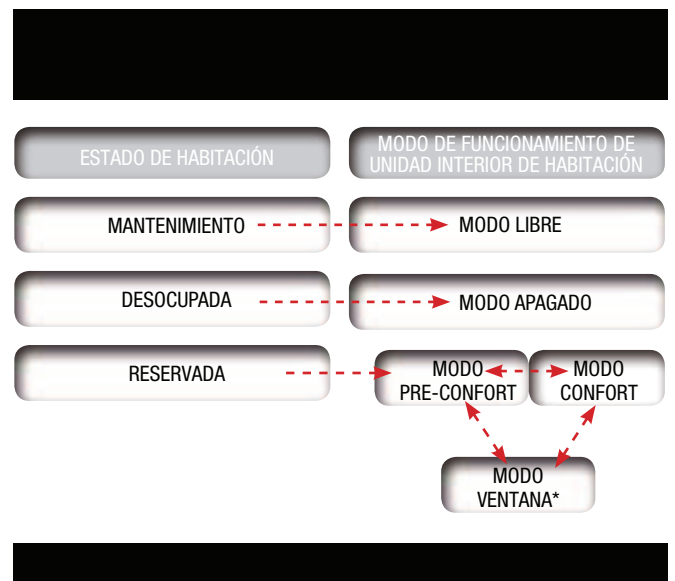 ESTADO DE HABITACIÓN
MODO DE FUNCIONAMIENTO DE
UNIDAD INTERIOR DE HABITACIÓN
MANTENIMIENTO
MODO LIBRE
DESOCUPADA
MODO APAGADO
RESERVADA
MODO
PRE-CONFORT
MODO
CONFORT
MODO
VENTANA*